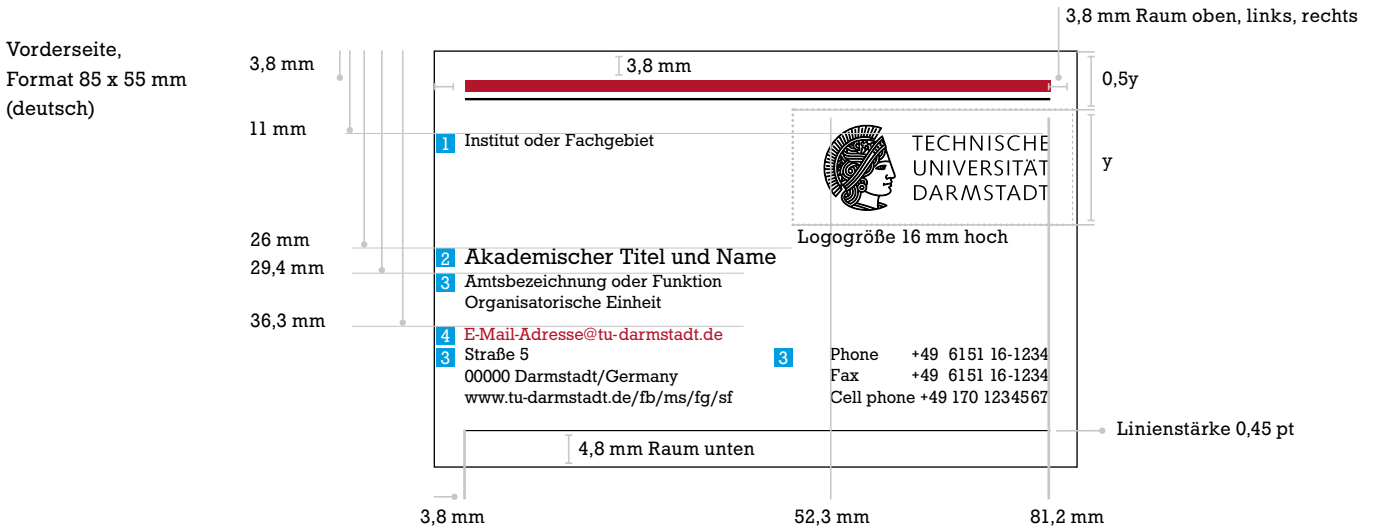 3,8 mm Raum oben, links, rechts
Vorderseite,
Format 85 x 55 mm
(deutsch)
3,8 mm
3,8 mm
0,5y
11 mm
1 Institut oder Fachgebiet
TECHNISCHE
UNIVERSITÄT
DARMSTADT
y
Logogröße 16 mm hoch
26 mm
2 Akademischer Titel und Name
29,4 mm
3 Amtsbezeichnung oder Funktion
Organisatorische Einheit
36,3 mm
4 E-Mail-Adresse@tu-darmstadt.de
3 Straße 5
00000 Darmstadt/Germany
www.tu-darmstadt.de/fb/ms/fg/sf
3 Phone +49 6151 16-1234
Fax +49 6151 16-1234
Cell phone +49 170 1234567
Linienstärke 0,45 pt
4,8 mm Raum unten
3,8 mm
52,3 mm
81,2 mm